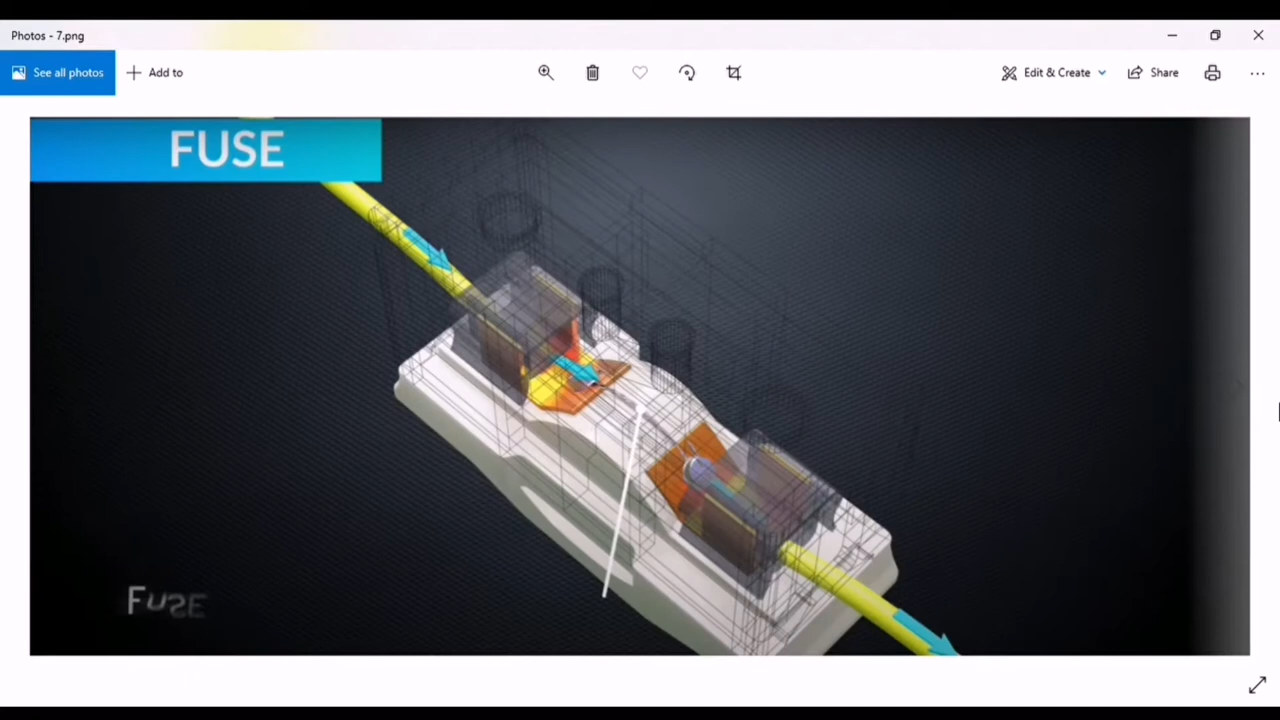 Photos - 7.png
See all photos
Add to
Edit & Create
Share
FUSE
FUSE